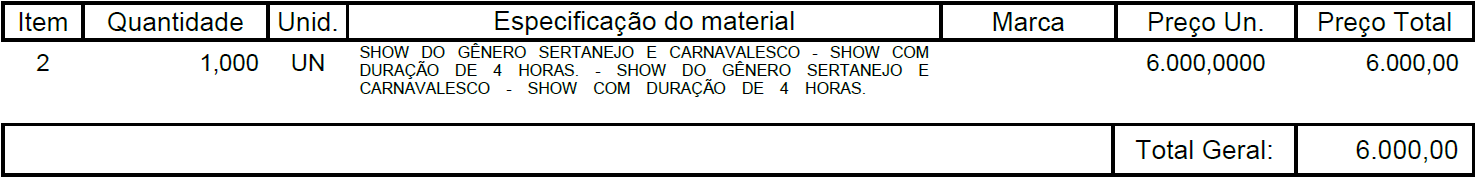 Item Quantidade Unid. Especificação do material Marca Preço Un. Preço Total
2 1,000 UN SHOW DO GÊNERO SERTANEJO E CARNAVALESCO - SHOW COM 6.000,0000 6.000,00
DURAÇÃO DE 4 HORAS. - SHOW DO GÊNERO SERTANEJO E
CARNAVALESCO - SHOW COM DURAÇÃO DE 4 HORAS.
Total Geral: 6.000,00